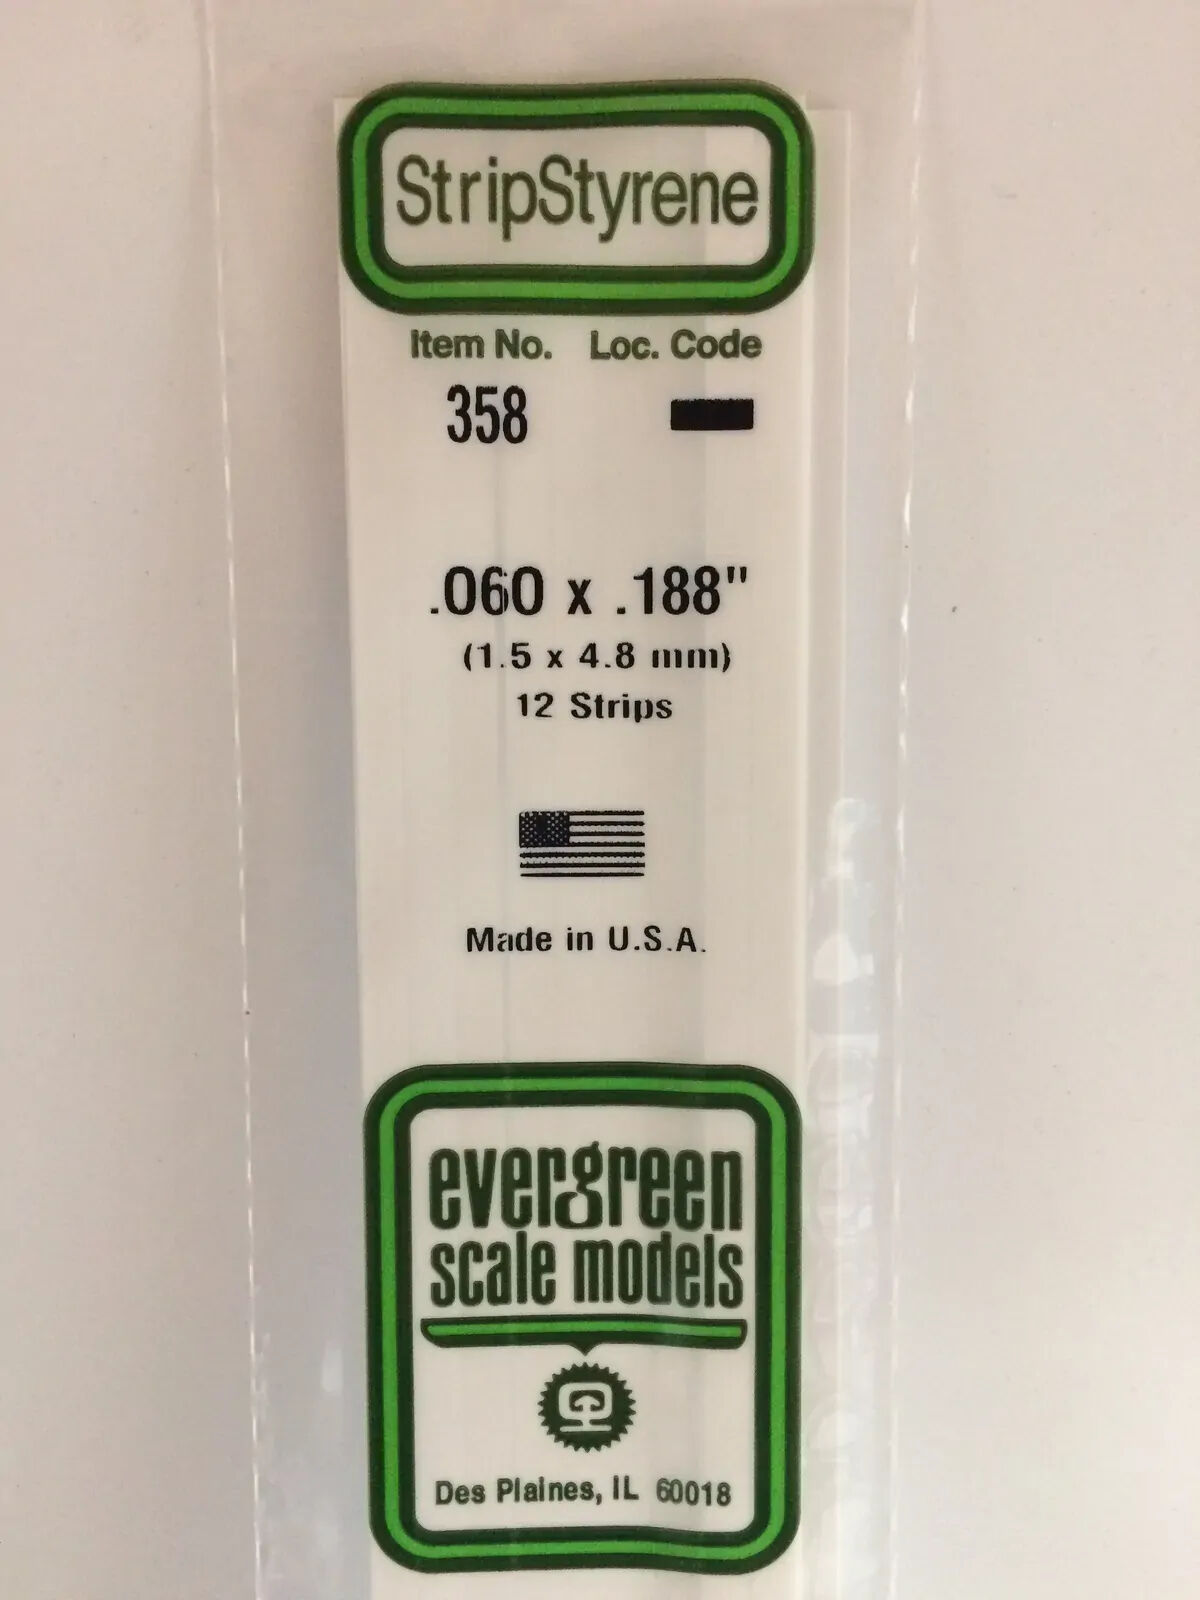 StripStyrene
Item No. Loc. Code
358
.060 x .188"
(1.5 x 4.8 mm)
12 Strips
Made in U.S.A.
evergreen
scale models
Des Plaines, IL 60018